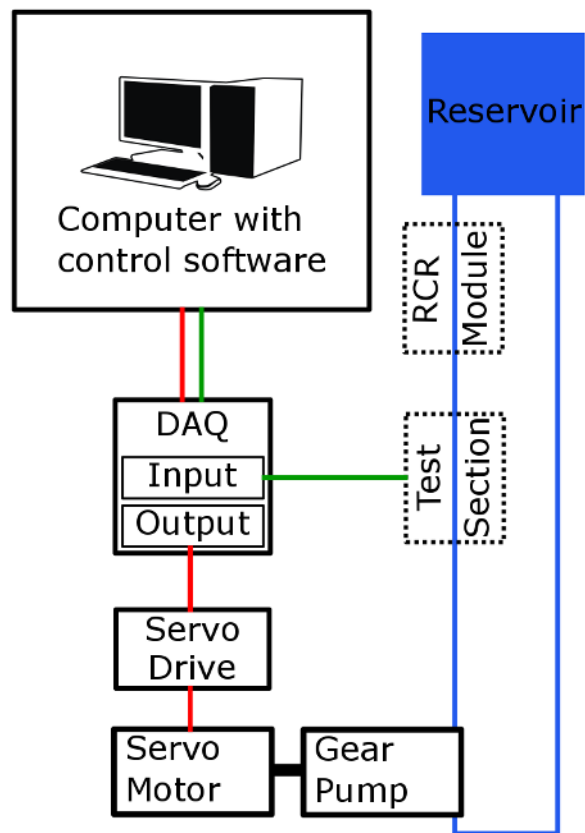 Computer with
control software
Reservoir
RCR
Module
DAQ
Input
Output
Test
Section
Servo
Drive
Servo
Motor
Gear
Pump